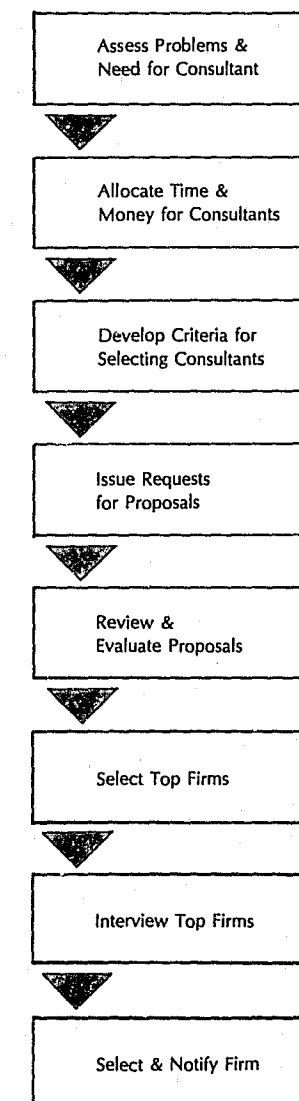 Assess Problems &
Need for Consultant
Allocate Time &
Money for Consultants
Develop Criteria for
Selecting Consultants
Issue Requests
for Proposals
Review &
Evaluate Proposals
Select Top Firms
Interview Top Firms
Select & Notify Firm